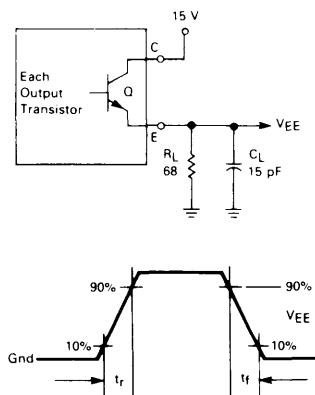 15 V
C
Each
Output
Transistor
Q
E
VEE
RL
68
CL
15 pF
90%
90%
VEE
10%
10%
Gnd
tr
tf